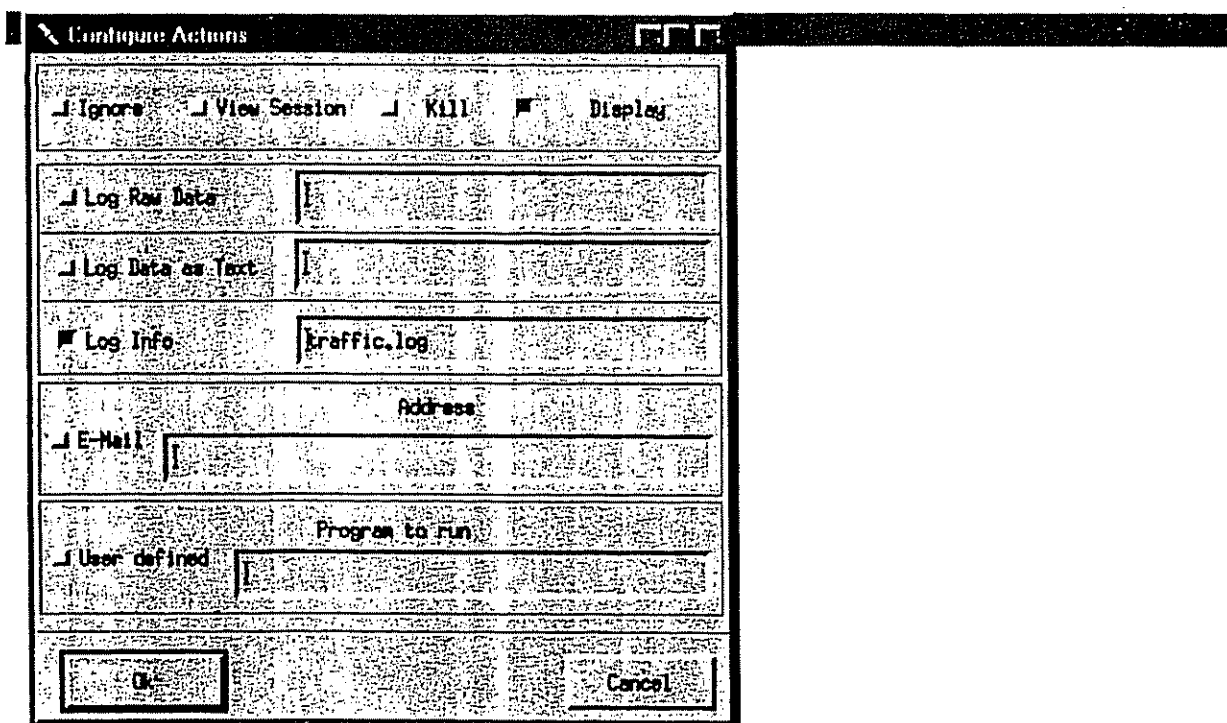 Configure Actions
Ignore View Session Kill Display
Log Raw Data
Log Data as Text
Log Info traffic.log
Address
E-Mail
Program to run
User defined
Ok Cancel